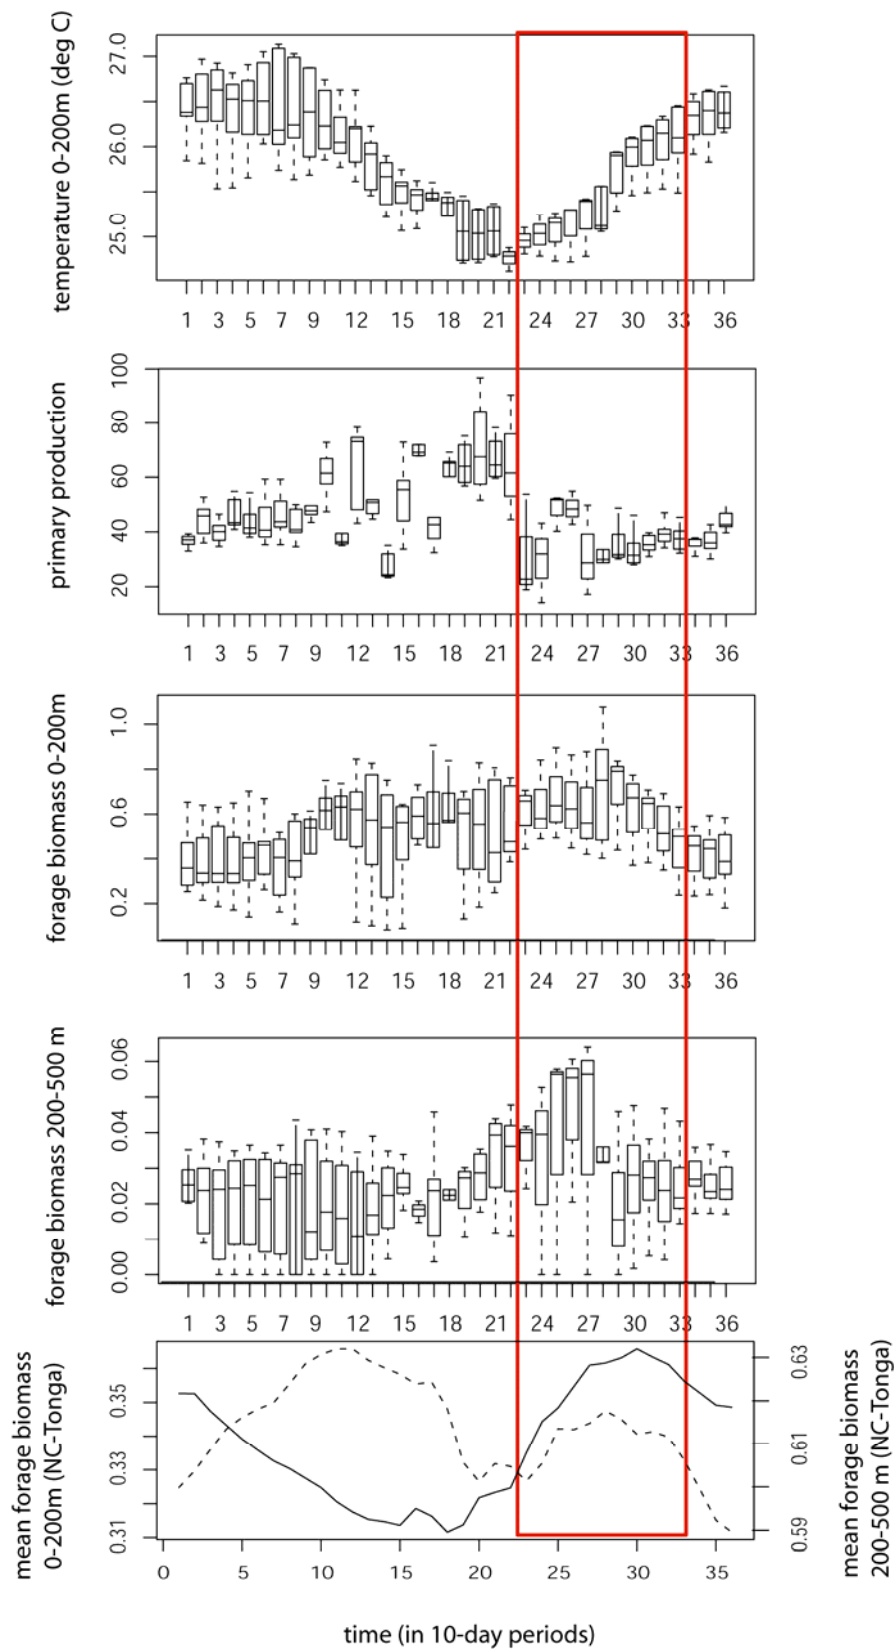 temperature 0-200m (deg C)
27.0
26.0
25.0
1 3 5 7 9 12 15 18 21 24 27 30 33 36
primary production
100
80
60
40
20
1 3 5 7 9 12 15 18 21 24 27 30 33 36
forage biomass 0-200m
1.0
0.6
0.2
1 3 5 7 9 12 15 18 21 24 27 30 33 36
forage biomass 200-500 m
0.06
0.04
0.02
0.00
1 3 5 7 9 12 15 18 21 24 27 30 33 36
mean forage biomass
0-200m (NC-Tonga)
0.35
0.33
0.31
0.63
0.61
0.59
mean forage biomass
200-500 m (NC-Tonga)
0 5 10 15 20 25 30 35
time (in 10-day periods)